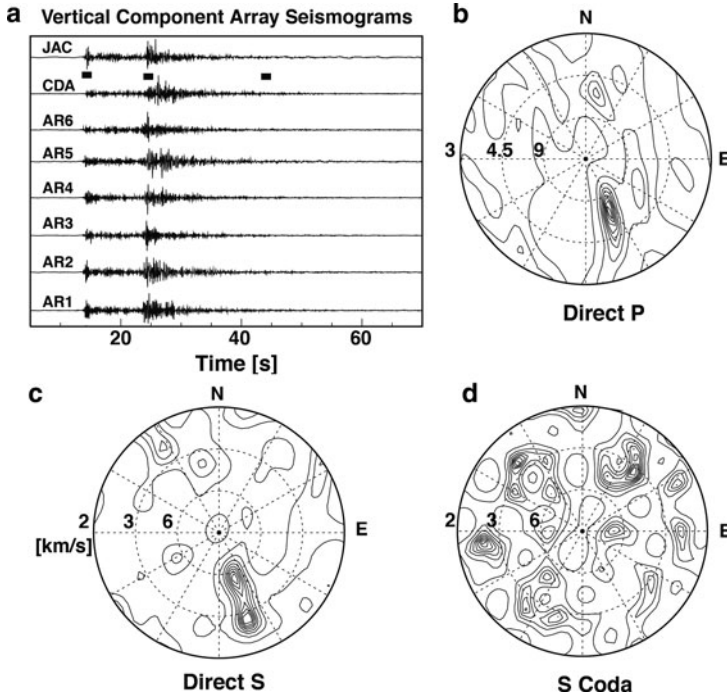 a Vertical Component Array Seismograms
JAC
CDA
AR6
AR5
AR4
AR3
AR2
AR1
20 40 60
Time [s]
b
N
3 4.5 9 E
Direct P
c
N
2 3 6 E
[km/s]
Direct S
d
N
2 3 6 E
S Coda